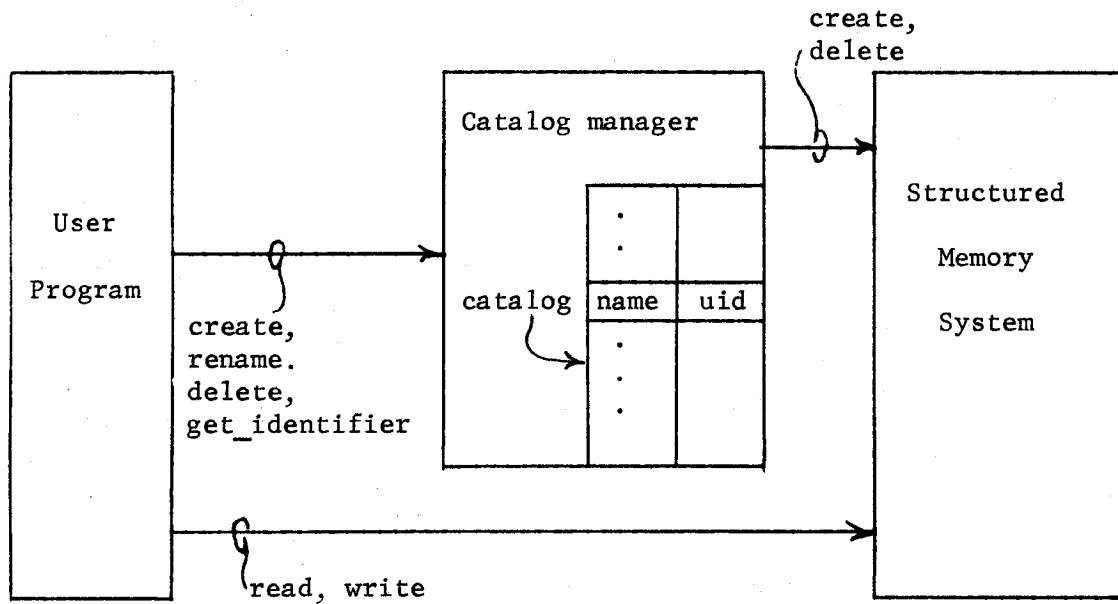 create,
delete
Catalog manager
User
Program
Structured
Memory
System
catalog
name
uid
create,
rename.
delete,
get_identifier
read, write